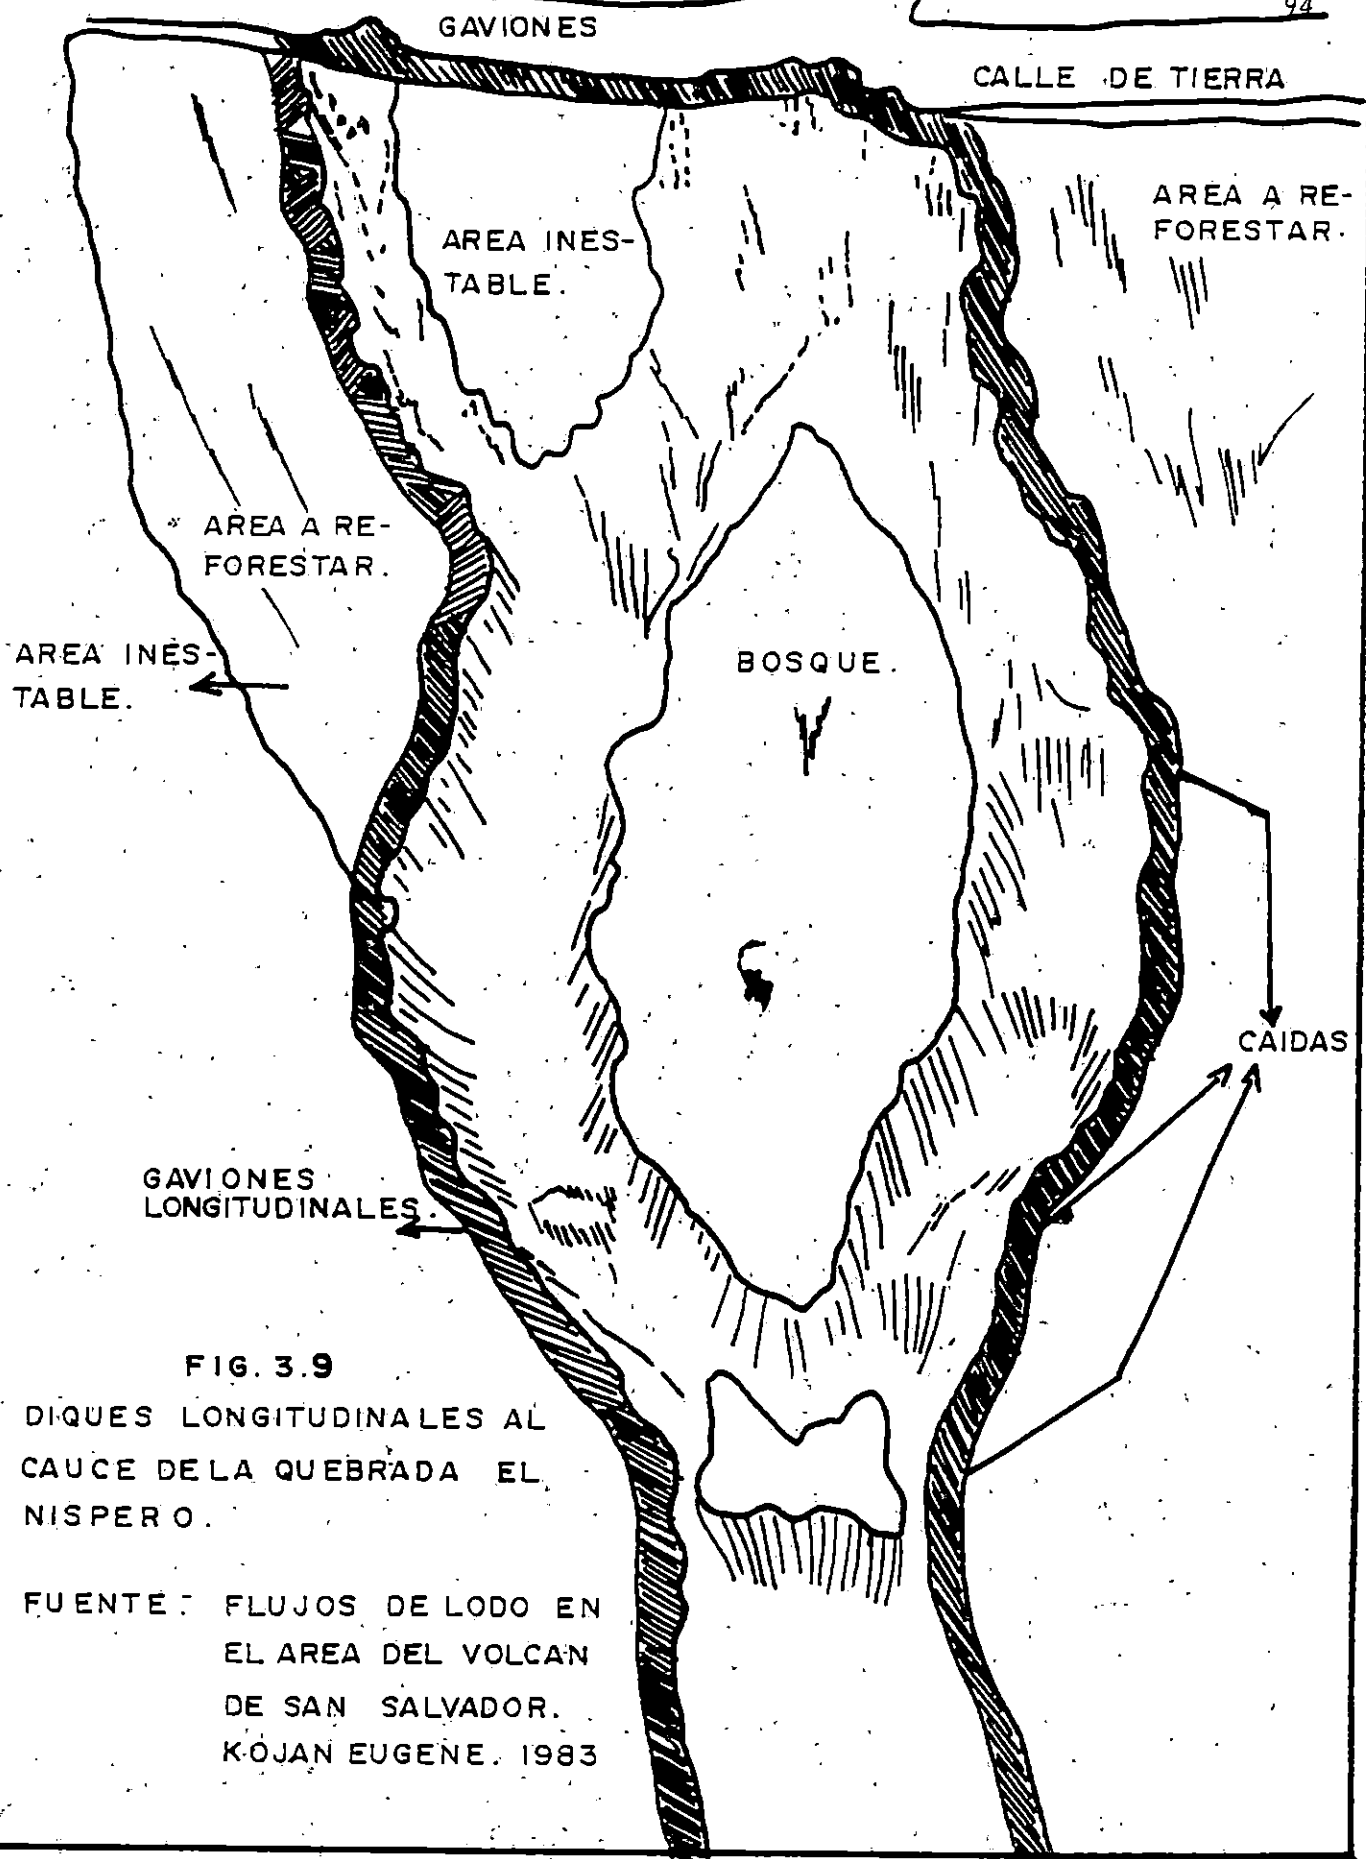 94
GAVIONES
CALLE DE TIERRA
AREA A RE-
FORESTAR.
AREA INES-
TABLE.
AREA A RE-
FORESTAR.
AREA INES-
TABLE.
BOSQUE.
CAIDAS
GAVIONES
LONGITUDINALES.
FIG. 3.9
DIQUES LONGITUDINALES AL
CAUCE DE LA QUEBRADA EL
NISPERO.
FUENTE: FLUJOS DE LODO EN
EL AREA DEL VOLCAN
DE SAN SALVADOR.
KOJAN EUGENE. 1983